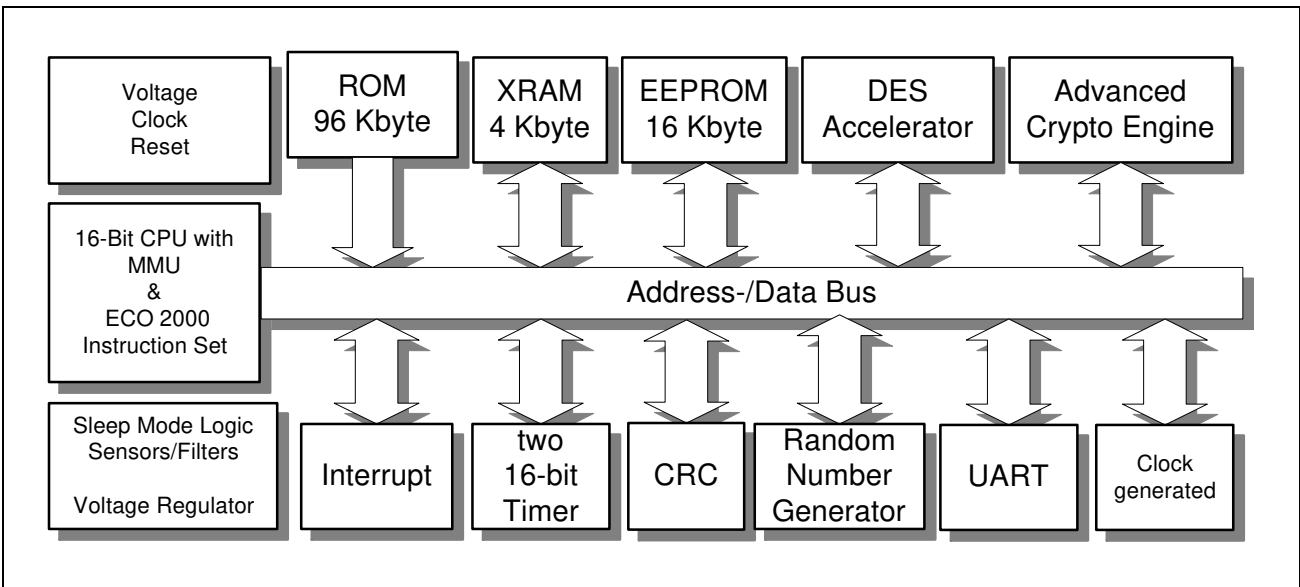 Voltage
Clock
Reset
ROM
96 Kbyte
XRAM
4 Kbyte
EEPROM
16 Kbyte
DES
Accelerator
Advanced
Crypto Engine
16-Bit CPU with
MMU
&
ECO 2000
Instruction Set
Address-/Data Bus
Sleep Mode Logic
Sensors/Filters
Voltage Regulator
Interrupt
two
16-bit
Timer
CRC
Random
Number
Generator
UART
Clock
generated